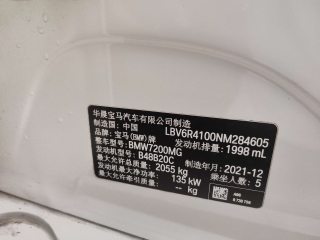 华晨宝马汽车有限公司制造
制造国: 中国 LBV6R4100NM284605
品牌: 宝马(BMW)牌 发动机排量: 1998 mL
整车型号: BMW7200MG
发动机型号: B48B20C 制造年月: 2021-12
最大允许总质量: 2055 kg 乘坐人数: 5
发动机最大净功率: 135 kW
-- kg
-- kg